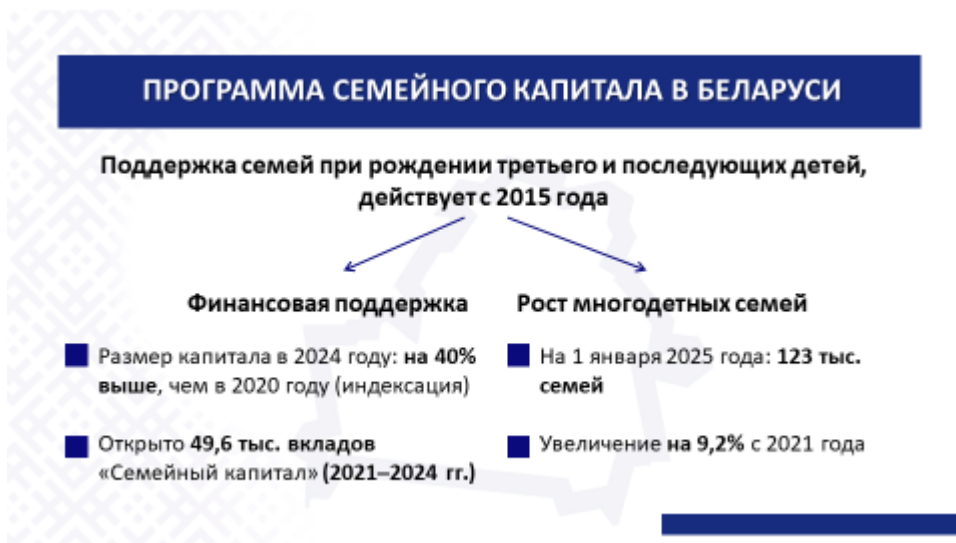 ПРОГРАММА СЕМЕЙНОГО КАПИТАЛА В БЕЛАРУСИ
Поддержка семей при рождении третьего и последующих детей,
действует с 2015 года
Финансовая поддержка
Размер капитала в 2024 году: на 40%
выше, чем в 2020 году (индексация)
Открыто 49,6 тыс. вкладов
«Семейный капитал» (2021–2024 гг.)
Рост многодетных семей
На 1 января 2025 года: 123 тыс.
семей
Увеличение на 9,2% с 2021 года